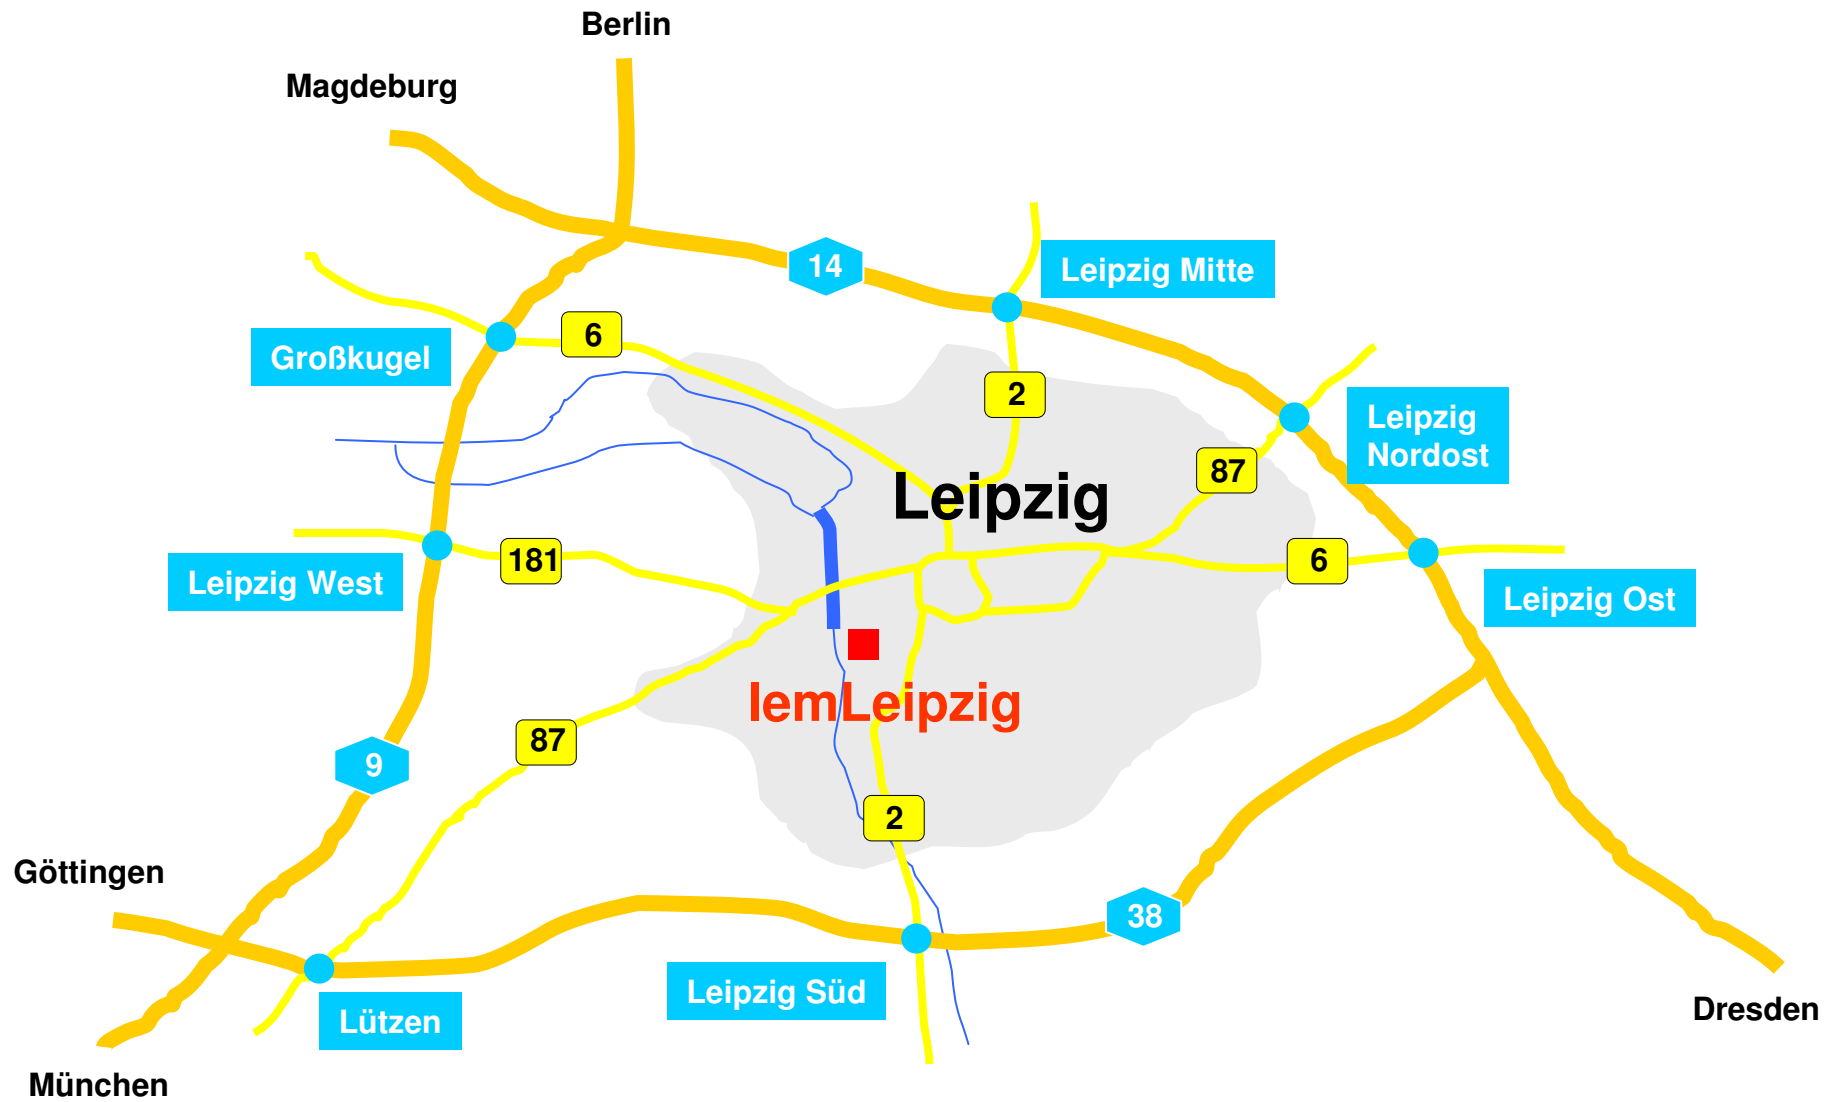 Berlin
Magdeburg
14
Leipzig Mitte
6
Großkugel
2
Leipzig
Nordost
87
Leipzig
181
6
Leipzig West
Leipzig Ost
lemLeipzig
87
9
2
Göttingen
38
Leipzig Süd
Dresden
Lützen
München